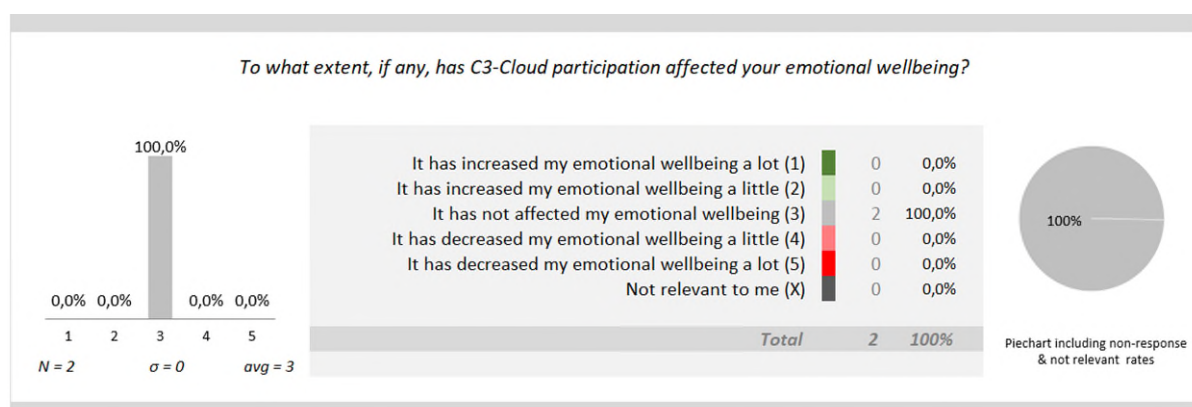 To what extent, if any, has C3-Cloud participation affected your emotional wellbeing?
100,0%
0,0% 0,0% 0,0% 0,0%
1 2 3 4 5
N = 2 σ = 0 avg = 3
It has increased my emotional wellbeing a lot (1) 0 0,0%
It has increased my emotional wellbeing a little (2) 0 0,0%
It has not affected my emotional wellbeing (3) 2 100,0%
It has decreased my emotional wellbeing a little (4) 0 0,0%
It has decreased my emotional wellbeing a lot (5) 0 0,0%
Not relevant to me (X) 0 0,0%
Total 2 100%
100%
Piechart including non-response
& not relevant rates